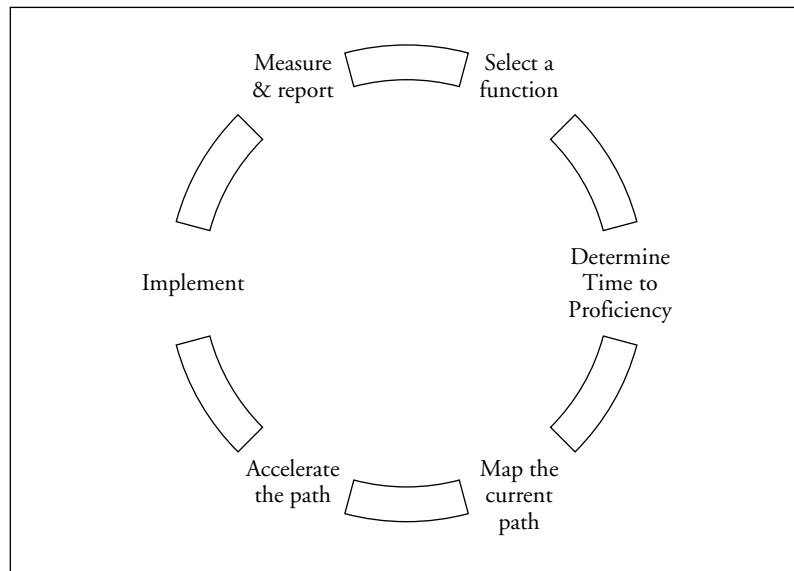 Measure
& report
Select a
function
Determine
Time to
Proficiency
Map the
current
path
Accelerate
the path
Implement